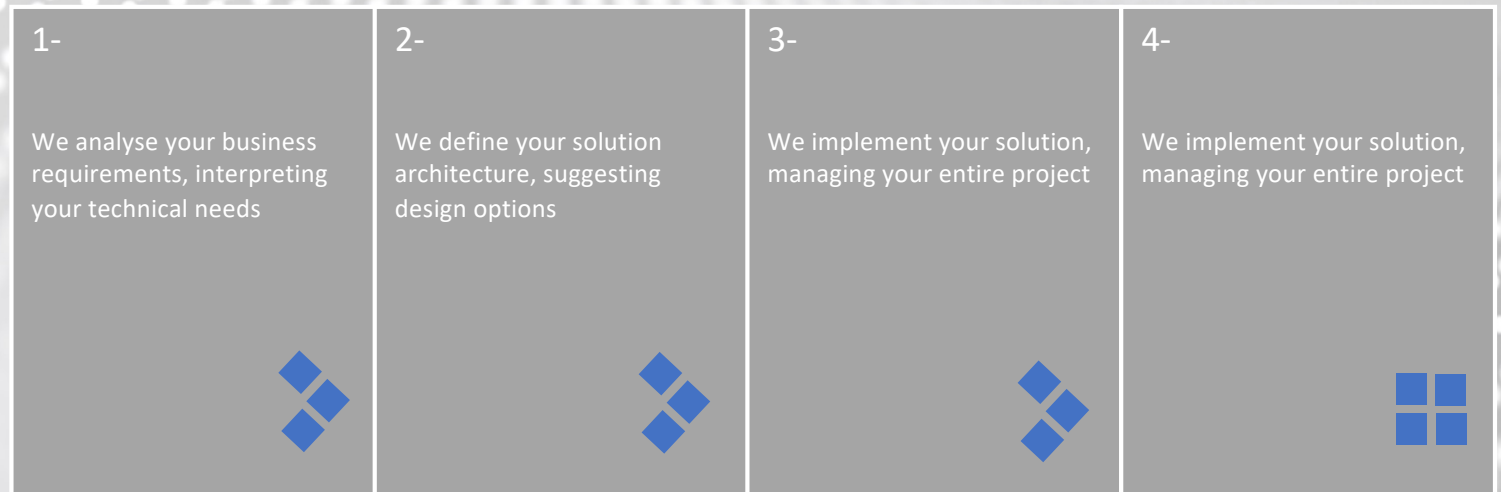 1-
We analyse your business
requirements, interpreting
your technical needs
2-
We define your solution
architecture, suggesting
design options
3-
We implement your solution,
managing your entire project
4-
We implement your solution,
managing your entire project